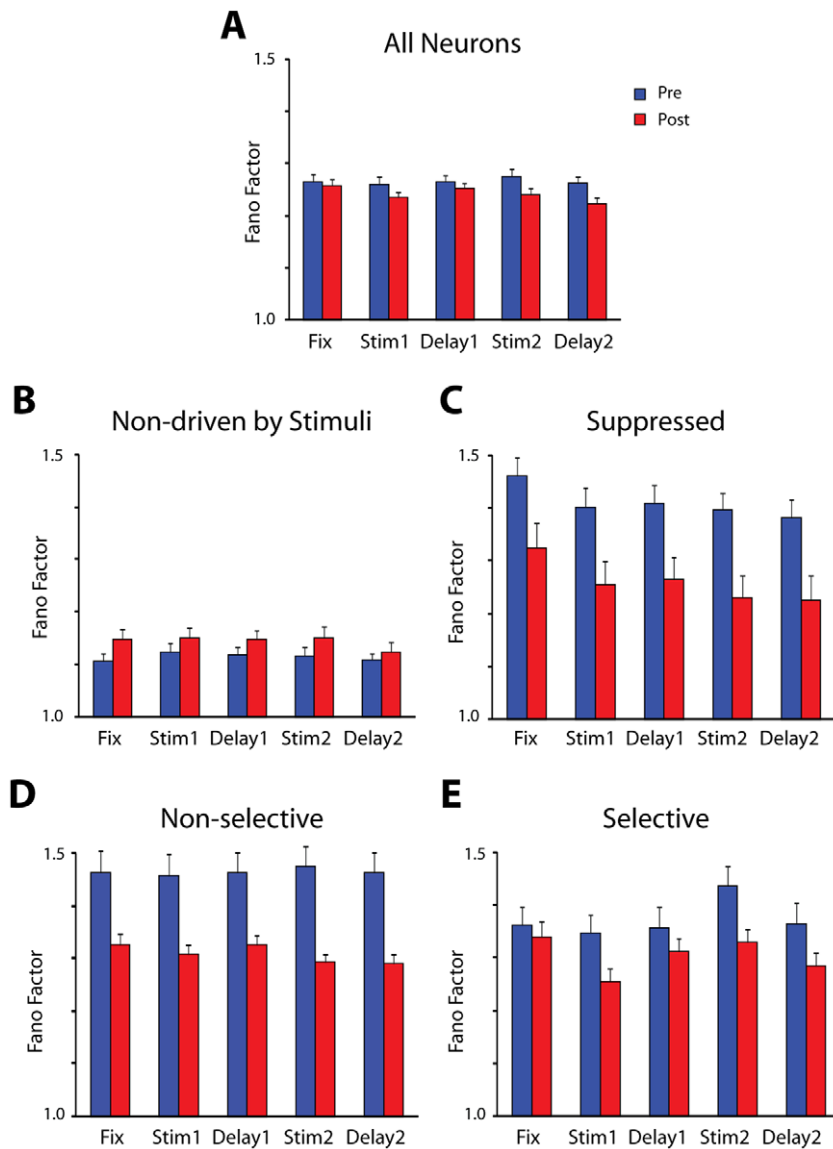 A
All Neurons
1.5
Pre
Post
Fano Factor
1.0
Fix Stim1 Delay1 Stim2 Delay2
B
Non-driven by Stimuli
1.5
Fano Factor
1.0
Fix Stim1 Delay1 Stim2 Delay2
C
Suppressed
1.5
Fano Factor
1.0
Fix Stim1 Delay1 Stim2 Delay2
D
Non-selective
1.5
Fano Factor
1.0
Fix Stim1 Delay1 Stim2 Delay2
E
Selective
1.5
Fano Factor
1.0
Fix Stim1 Delay1 Stim2 Delay2